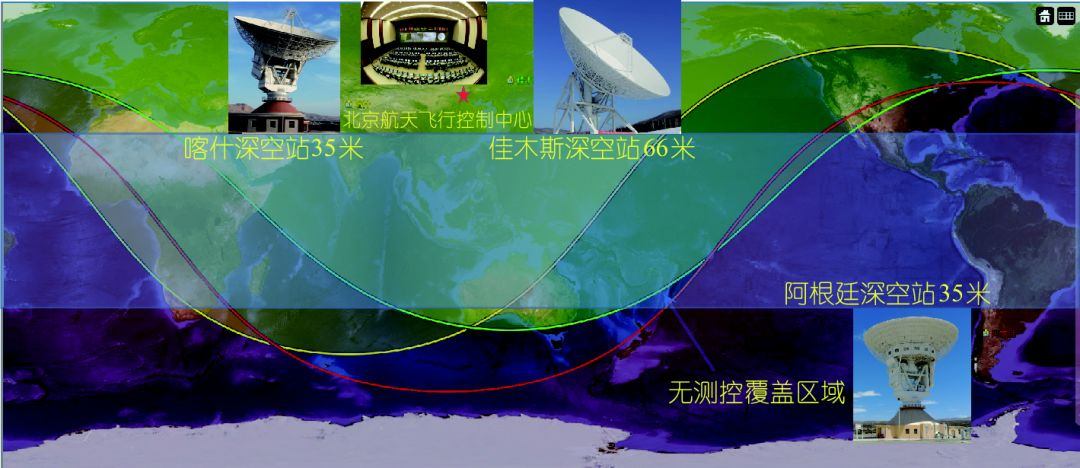 北京航天飞行控制中心
喀什深空站35米
佳木斯深空站66米
阿根廷深空站35米
无测控覆盖区域